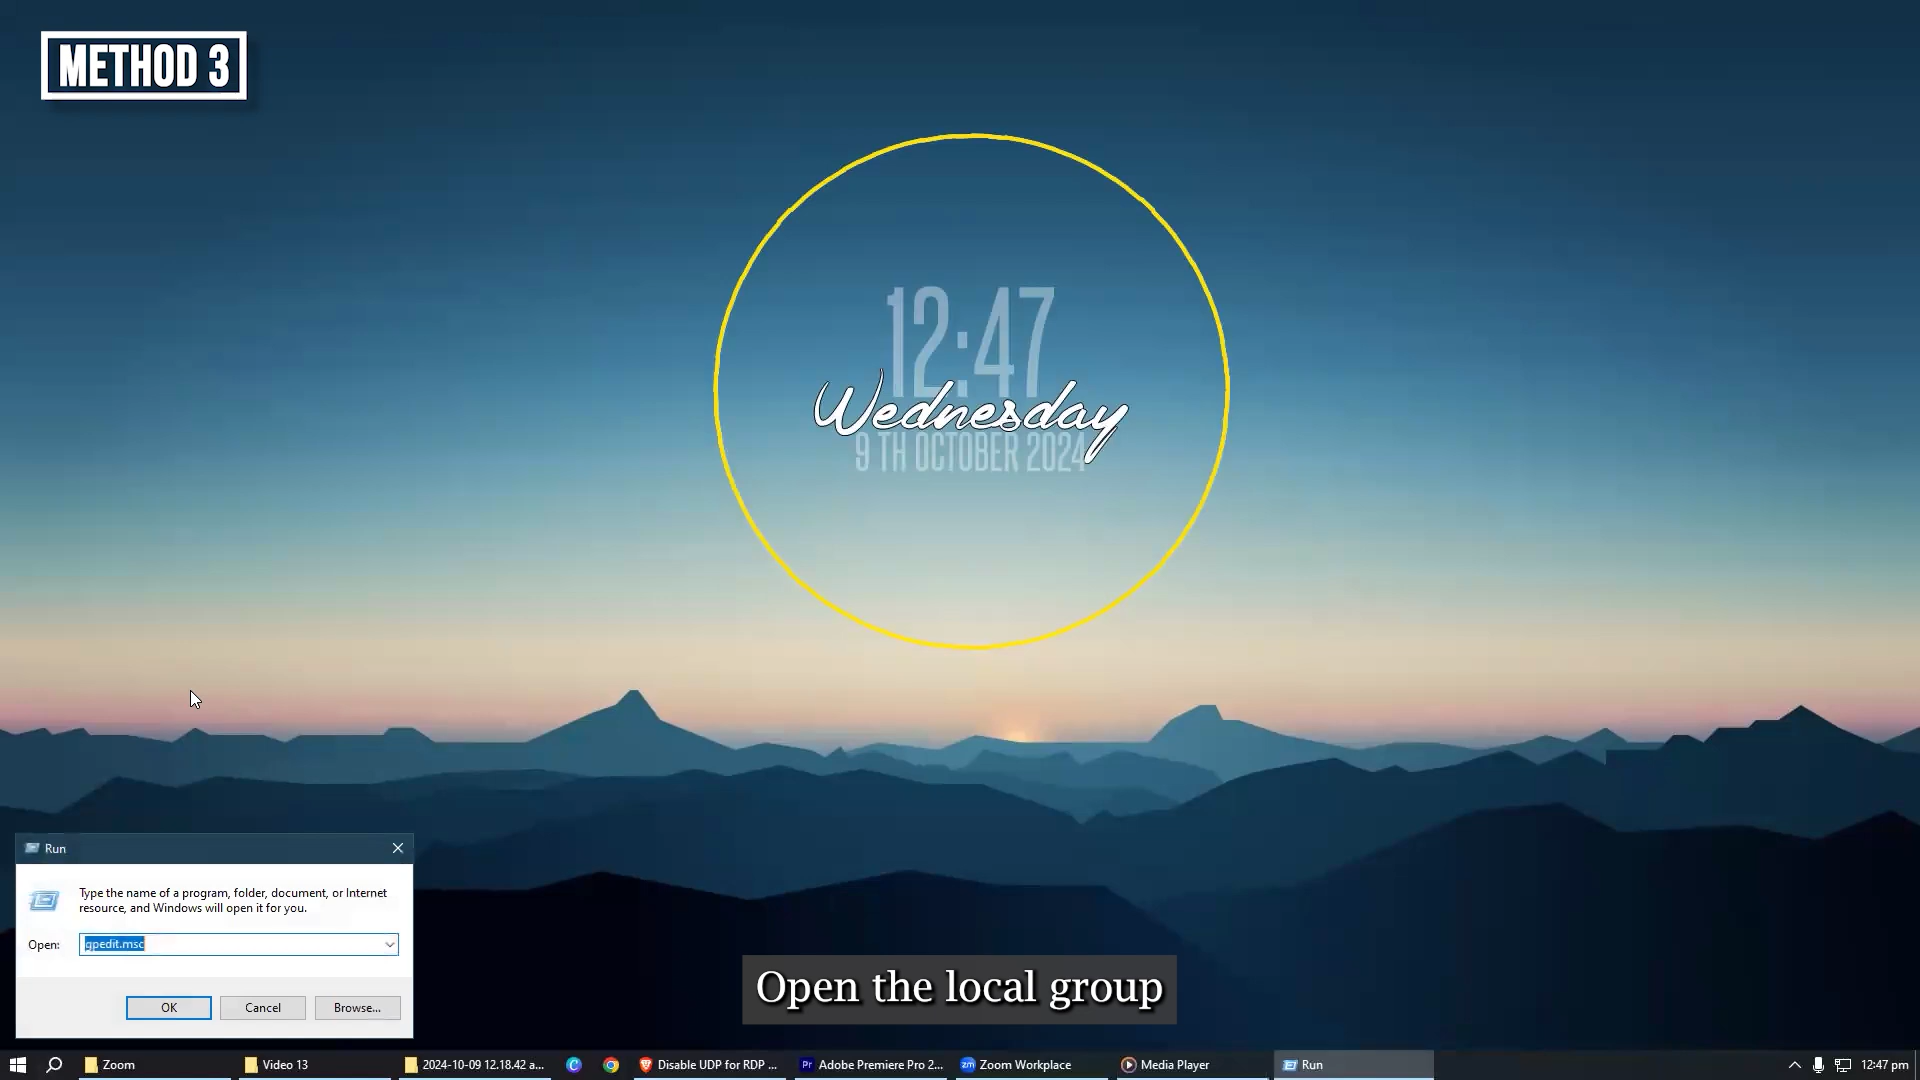 METHOD 3
12:47
Wednesday
9 TH OCTOBER 2024
Run
Type the name of a program, folder, document, or Internet
resource, and Windows will open it for you.
Open: gpedit.msc
OK Cancel Browse...
Open the local group
Zoom Video 13 2024-10-09 12.18.42 a... Disable UDP for RDP ... Pr Adobe Premiere Pro 2... zm Zoom Workplace Media Player Run 12:47 pm